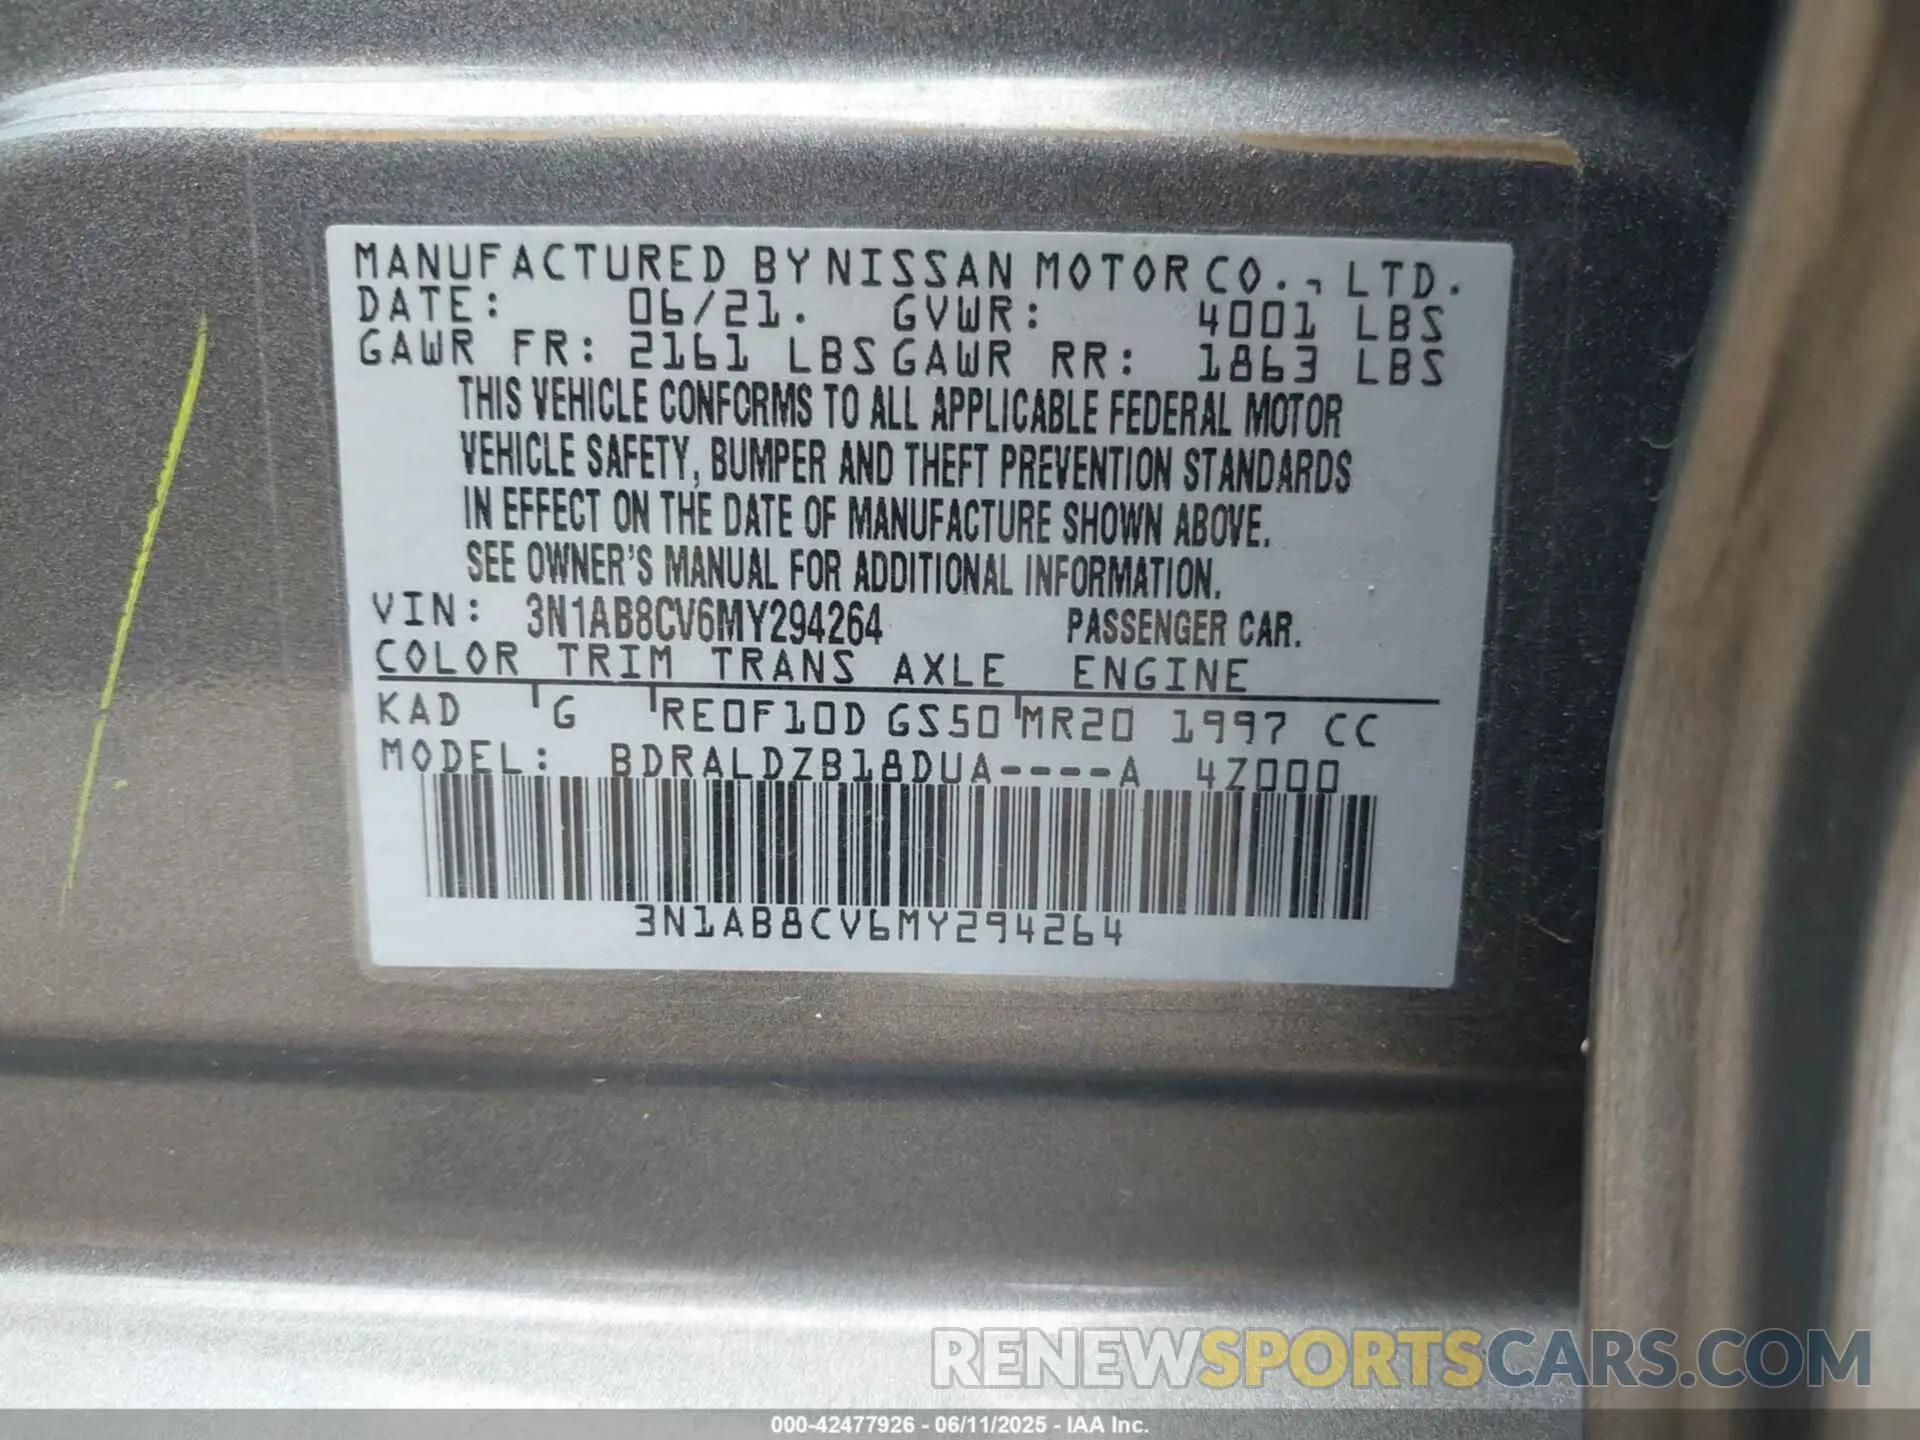 MANUFACTURED BY NISSAN MOTOR CO., LTD.
DATE: 06/21. GVWR: 4001 LBS
GAWR FR: 2161 LBS GAWR RR: 1863 LBS
THIS VEHICLE CONFORMS TO ALL APPLICABLE FEDERAL MOTOR
VEHICLE SAFETY, BUMPER AND THEFT PREVENTION STANDARDS
IN EFFECT ON THE DATE OF MANUFACTURE SHOWN ABOVE.
SEE OWNER'S MANUAL FOR ADDITIONAL INFORMATION.
VIN: 3N1AB8CV6MY294264 PASSENGER CAR.
COLOR TRIM TRANS AXLE ENGINE
KAD G RE0F10D GS50 MR20 1997 CC
MODEL: BDRALDZB18DUA----A 4Z000
3N1AB8CV6MY294264
RENEWSPORTSCARS.COM
000-42477926 - 06/11/2025 - IAA Inc.